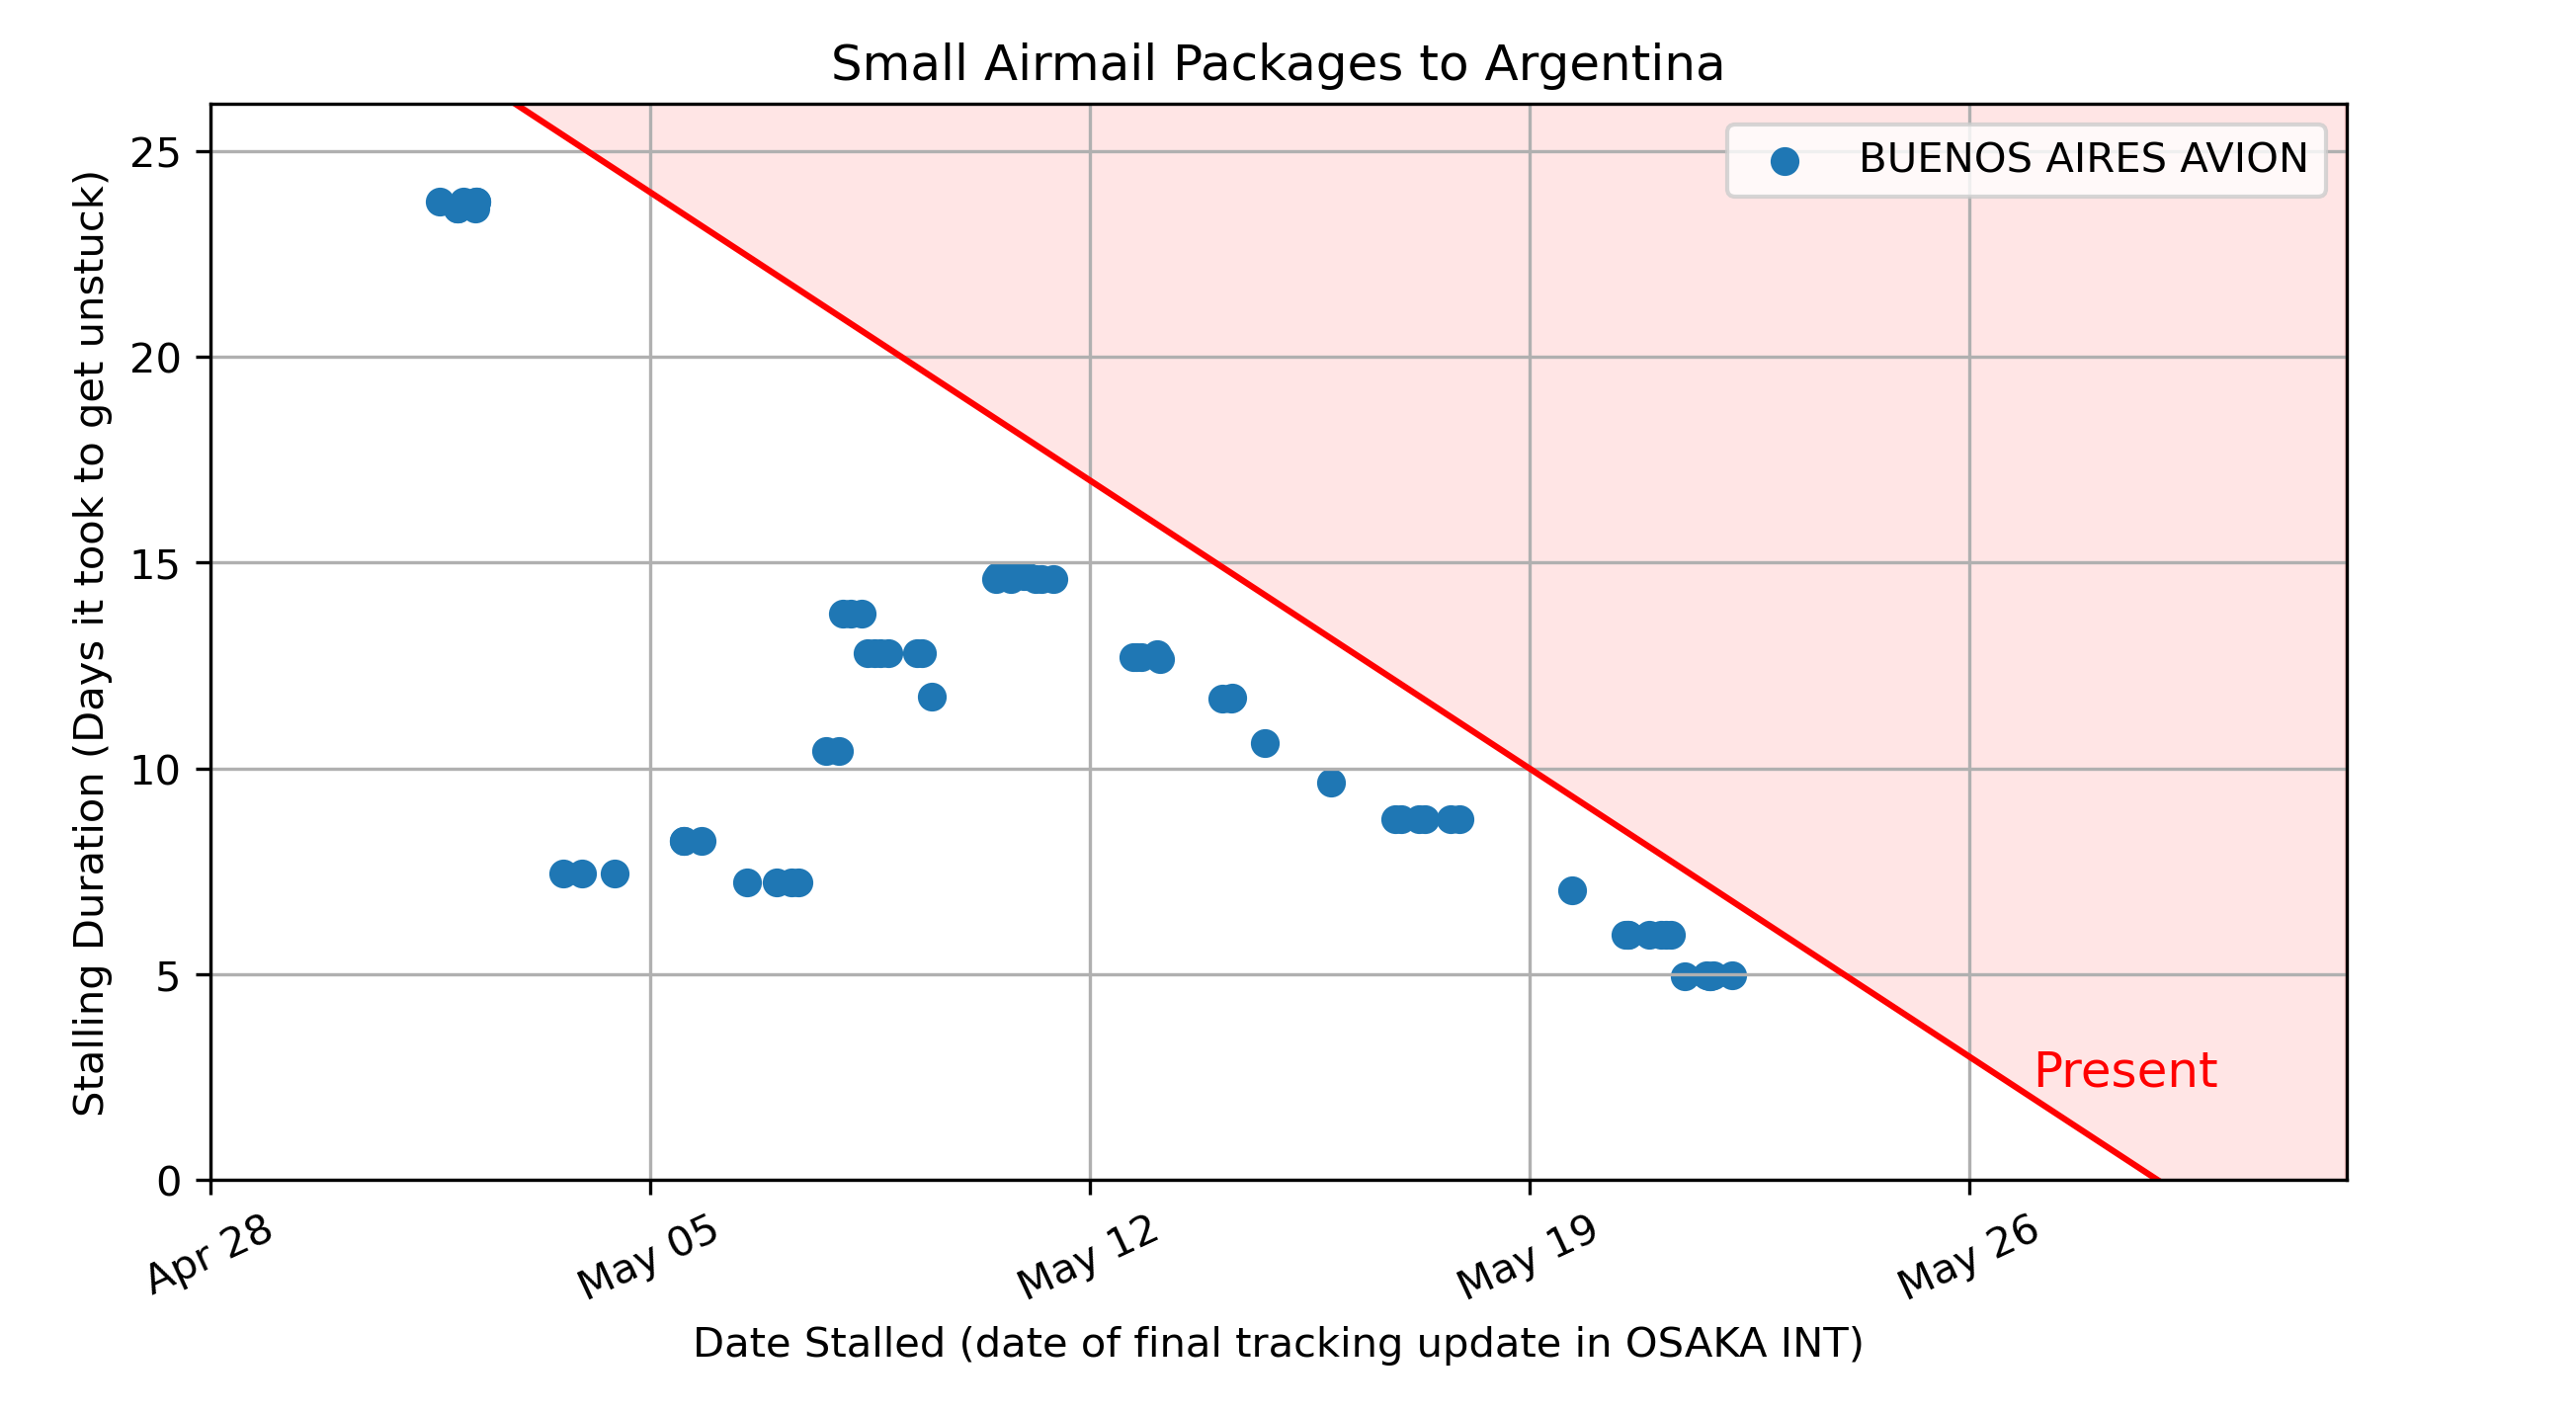 Small Airmail Packages to Argentina
BUENOS AIRES AVION
Stalling Duration (Days it took to get unstuck)
25
20
15
10
5
0
Present
Apr 28
May 05
May 12
May 19
May 26
Date Stalled (date of final tracking update in OSAKA INT)